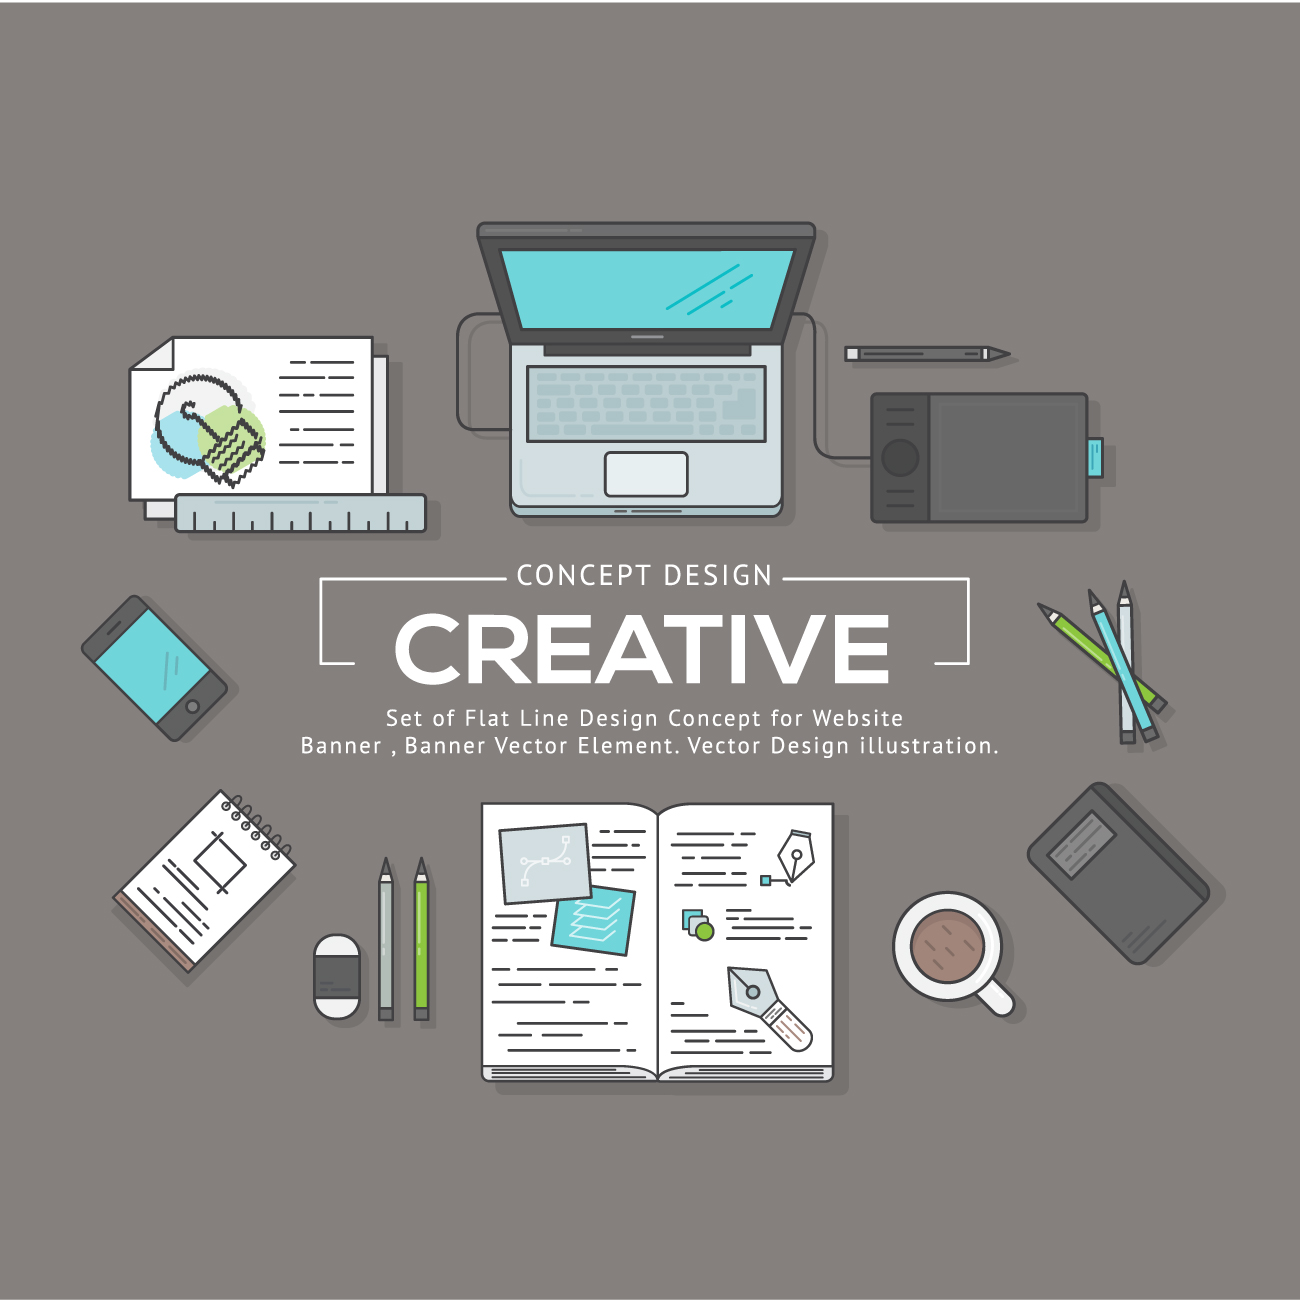 CONCEPT DESIGN
CREATIVE
Set of Flat Line Design Concept for Website
Banner , Banner Vector Element. Vector Design illustration.